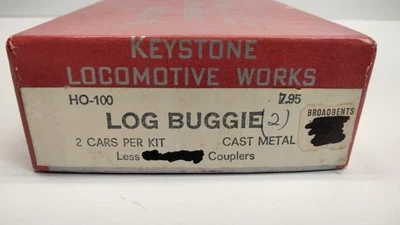 KEYSTONE
LOCOMOTIVE WORKS
HO-100 7.95
LOG BUGGIE (2)
BROADBENTS
2 CARS PER KIT CAST METAL
Less Couplers